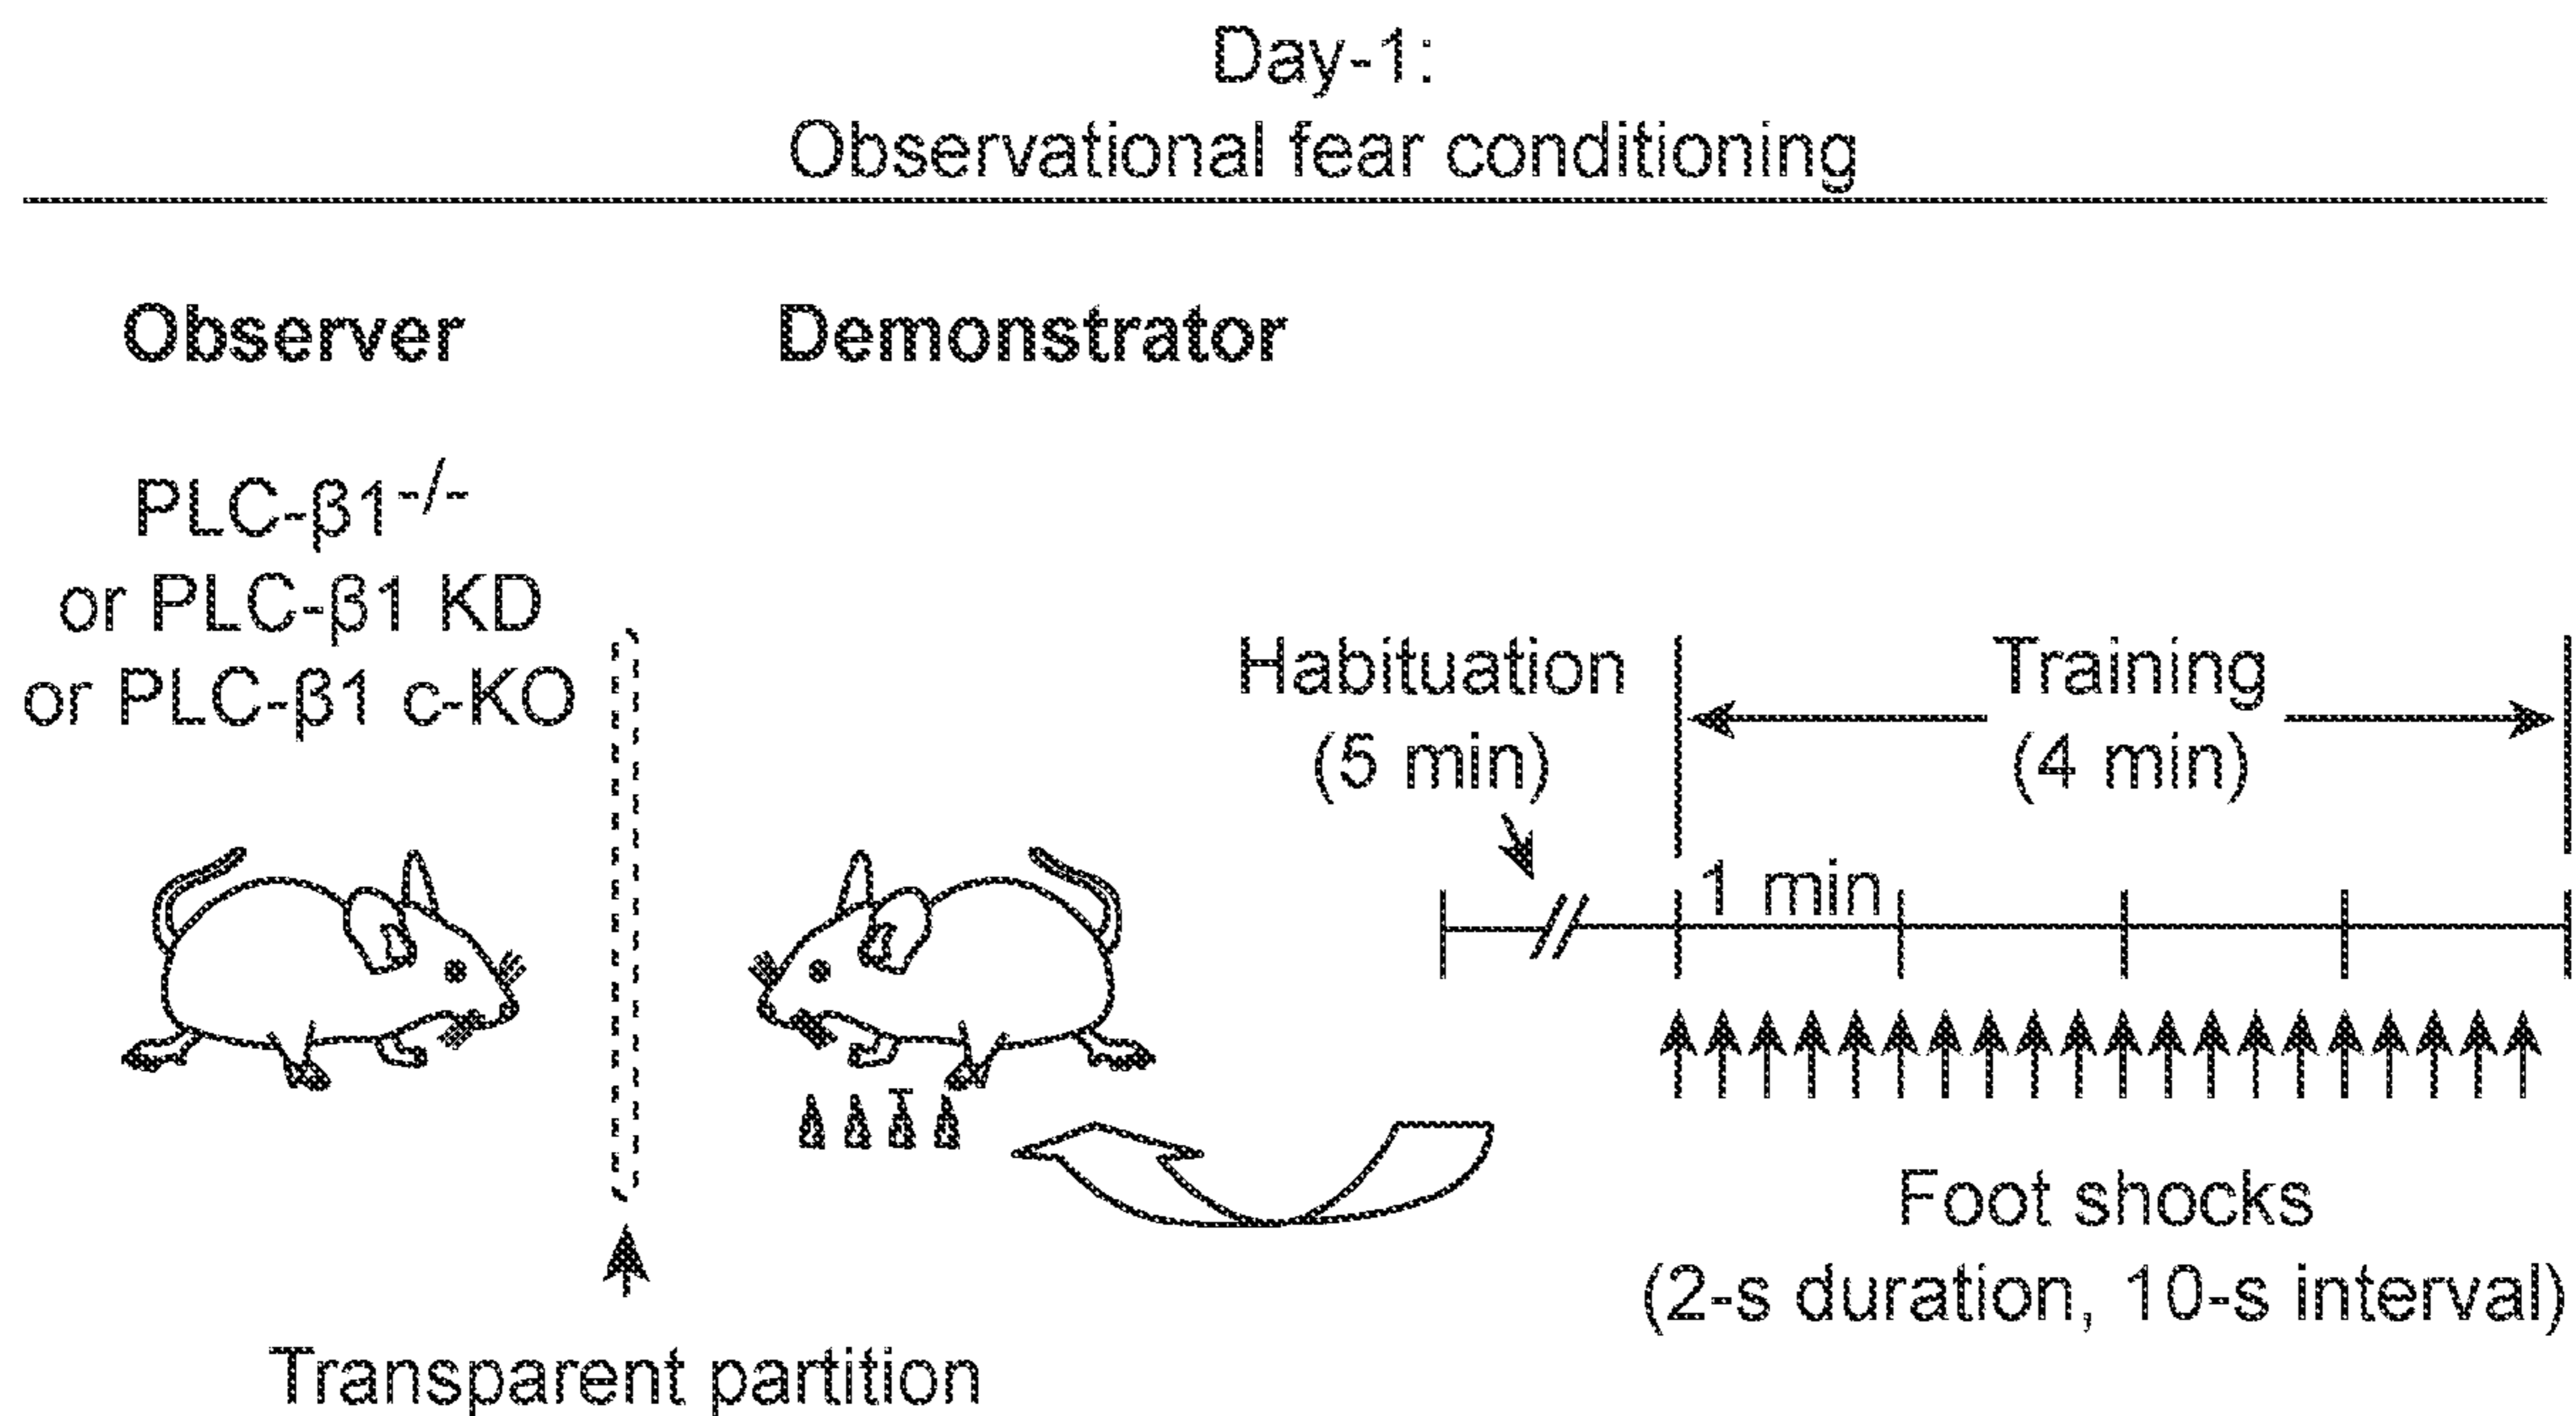 Day-1:
Observational fear conditioning
Observer
Demonstrator
PLC-β1-/-
or PLC-β1 KD
or PLC-β1 c-KO
Habituation
(5 min)
Training
(4 min)
1 min
Foot shocks
(2-s duration, 10-s interval)
Transparent partition